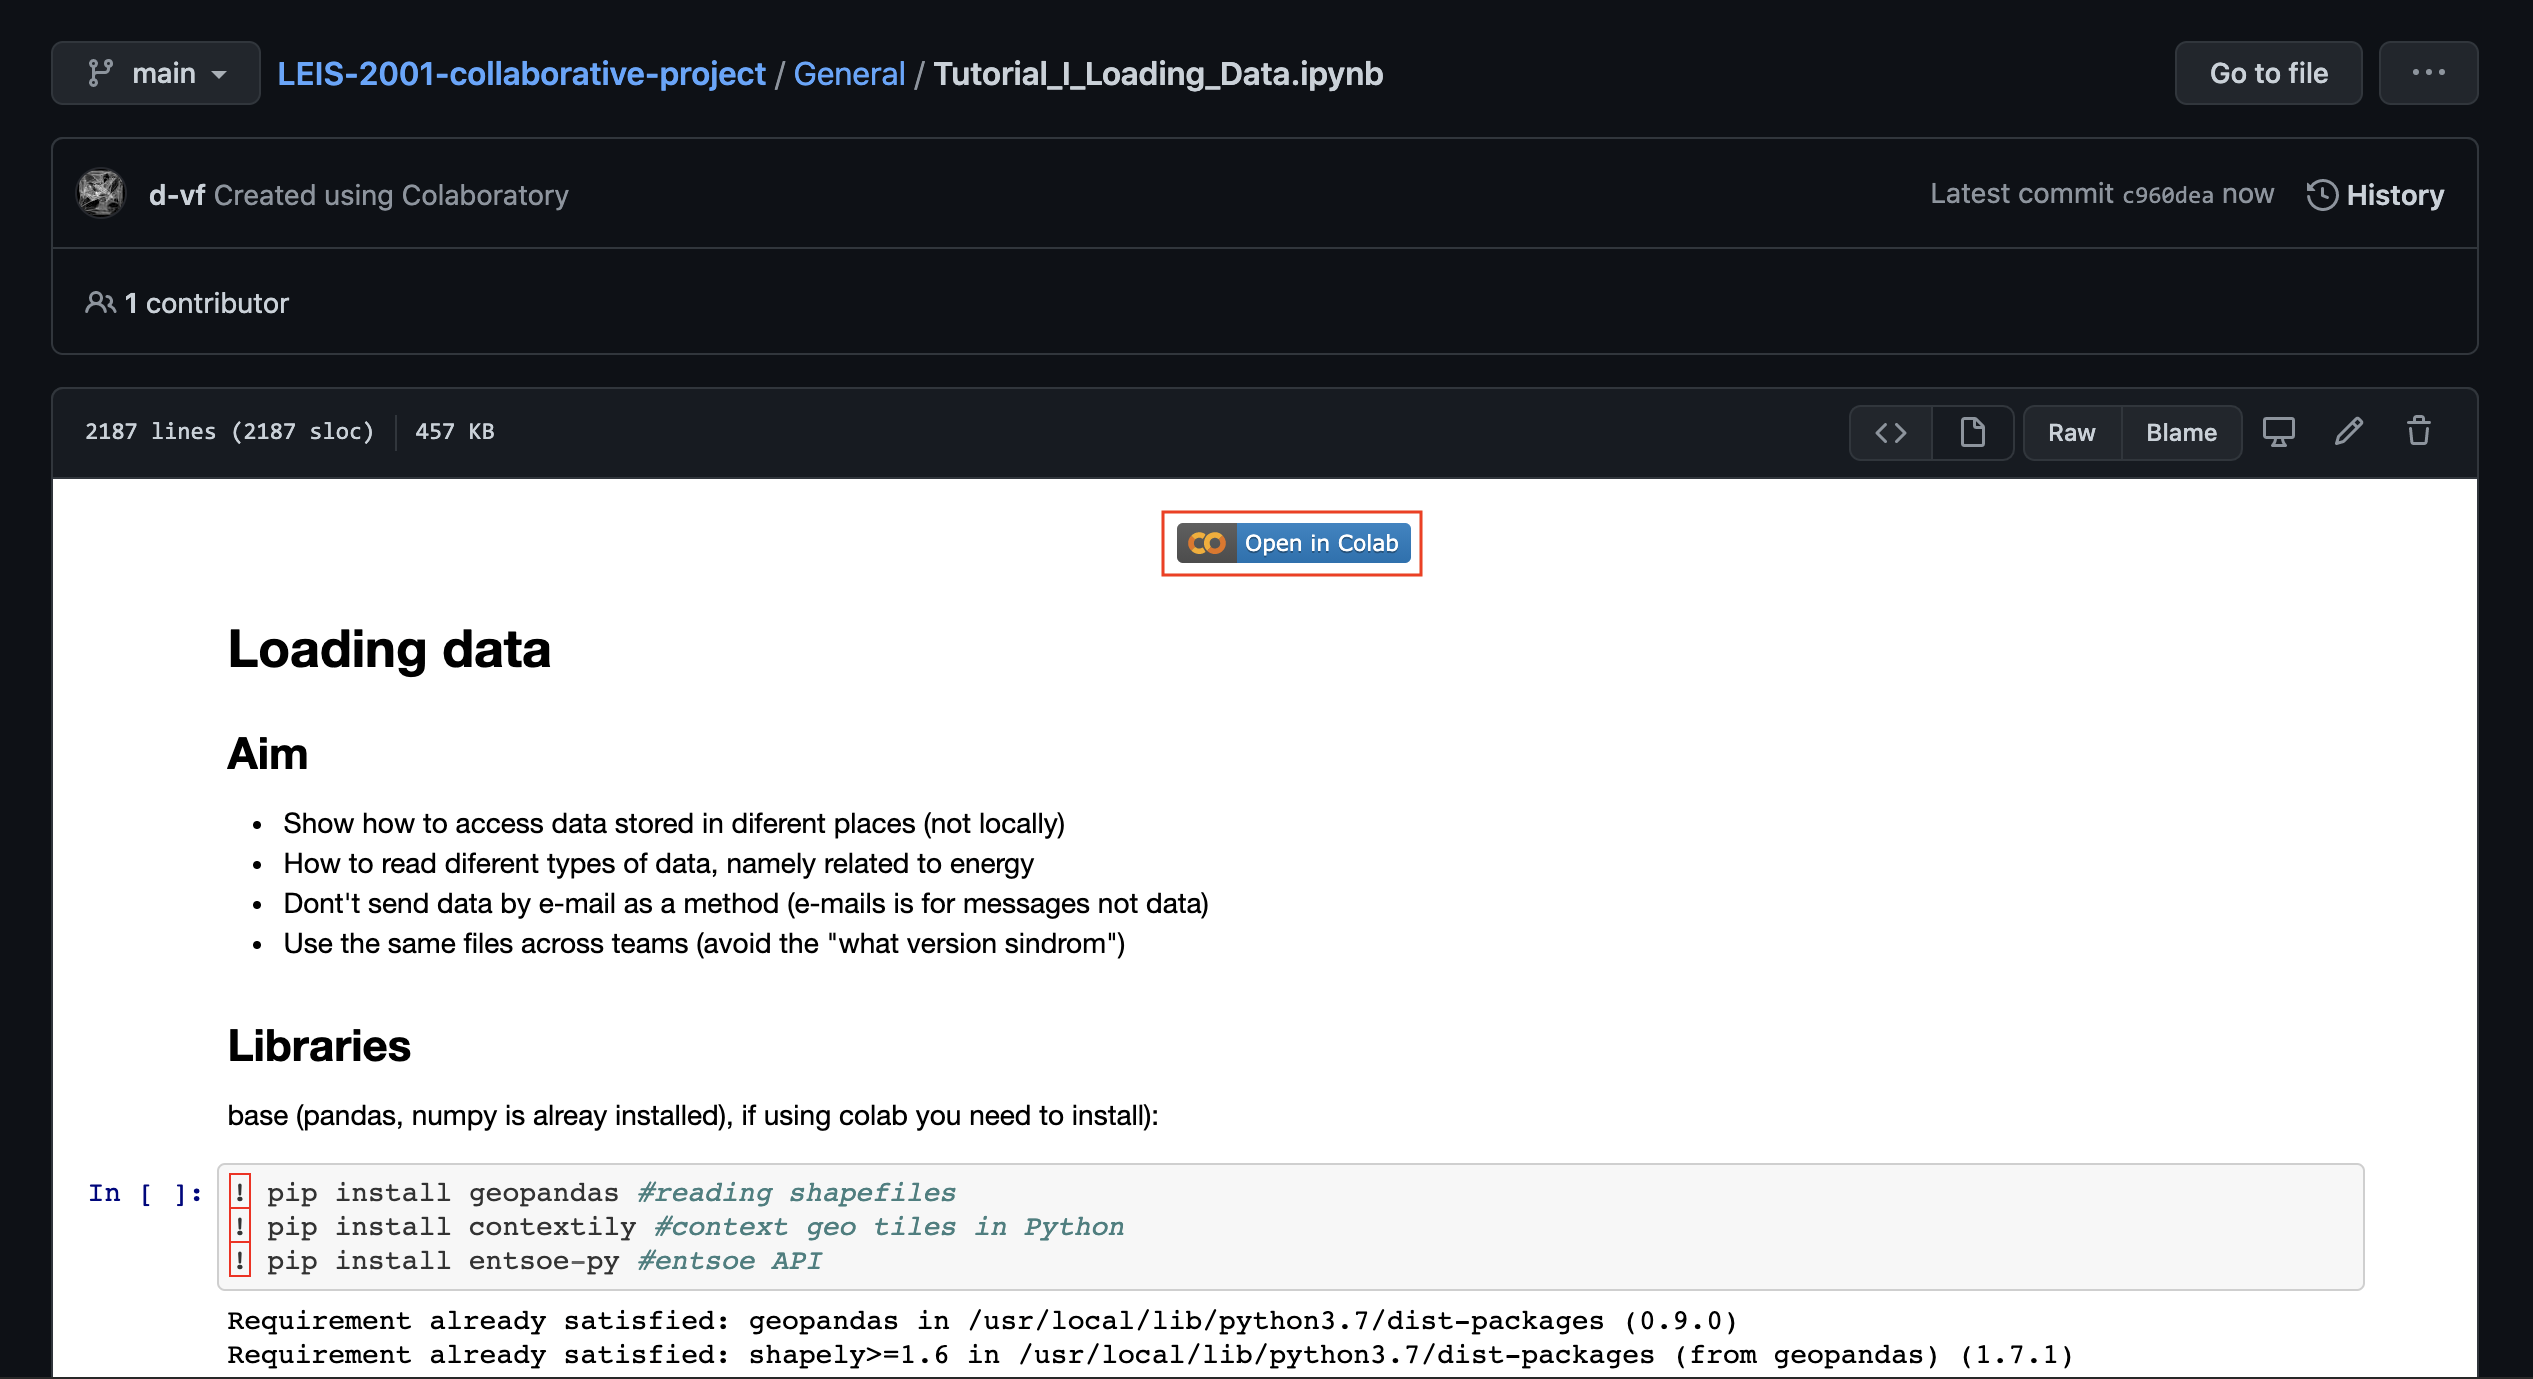 main LEIS-2001-collaborative-project / General / Tutorial_I_Loading_Data.ipynb Go to file ...
d-vf Created using Colaboratory Latest commit c960dea now History
1 contributor
2187 lines (2187 sloc) 457 KB <> Raw Blame
CO Open in Colab
Loading data
Aim
• Show how to access data stored in diferent places (not locally)
• How to read diferent types of data, namely related to energy
• Dont't send data by e-mail as a method (e-mails is for messages not data)
• Use the same files across teams (avoid the "what version sindrom")
Libraries
base (pandas, numpy is alreay installed), if using colab you need to install):
In [ ]: ! pip install geopandas #reading shapefiles
! pip install contextily #context geo tiles in Python
! pip install entsoe-py #entsoe API
Requirement already satisfied: geopandas in /usr/local/lib/python3.7/dist-packages (0.9.0)
Requirement already satisfied: shapely>=1.6 in /usr/local/lib/python3.7/dist-packages (from geopandas) (1.7.1)